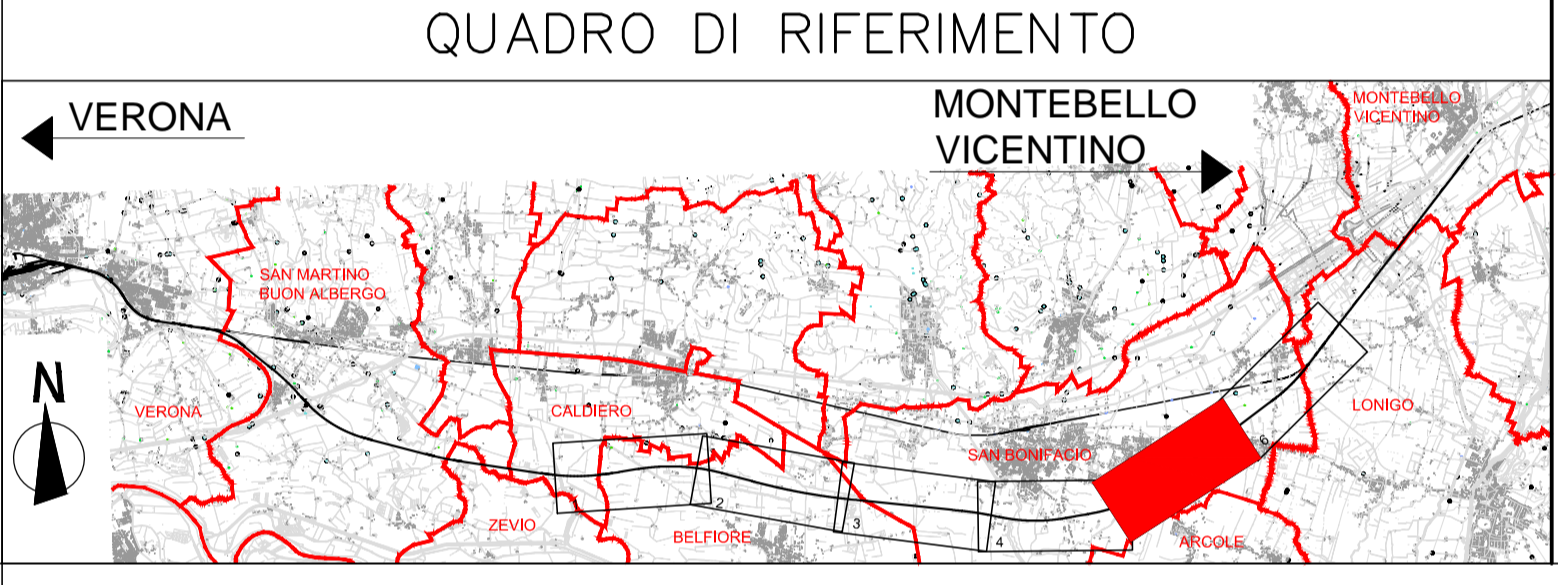 QUADRO DI RIFERIMENTO
VERONA
MONTEBELLO
VICENTINO
MONTEBELLO
VICENTINO
SAN MARTINO
BUON ALBERGO
N
VERONA
CALDIERO
LONIGO
SAN BONIFACIO
6
1
2
3
4
ZEVIO
BELFIORE
ARCOLE